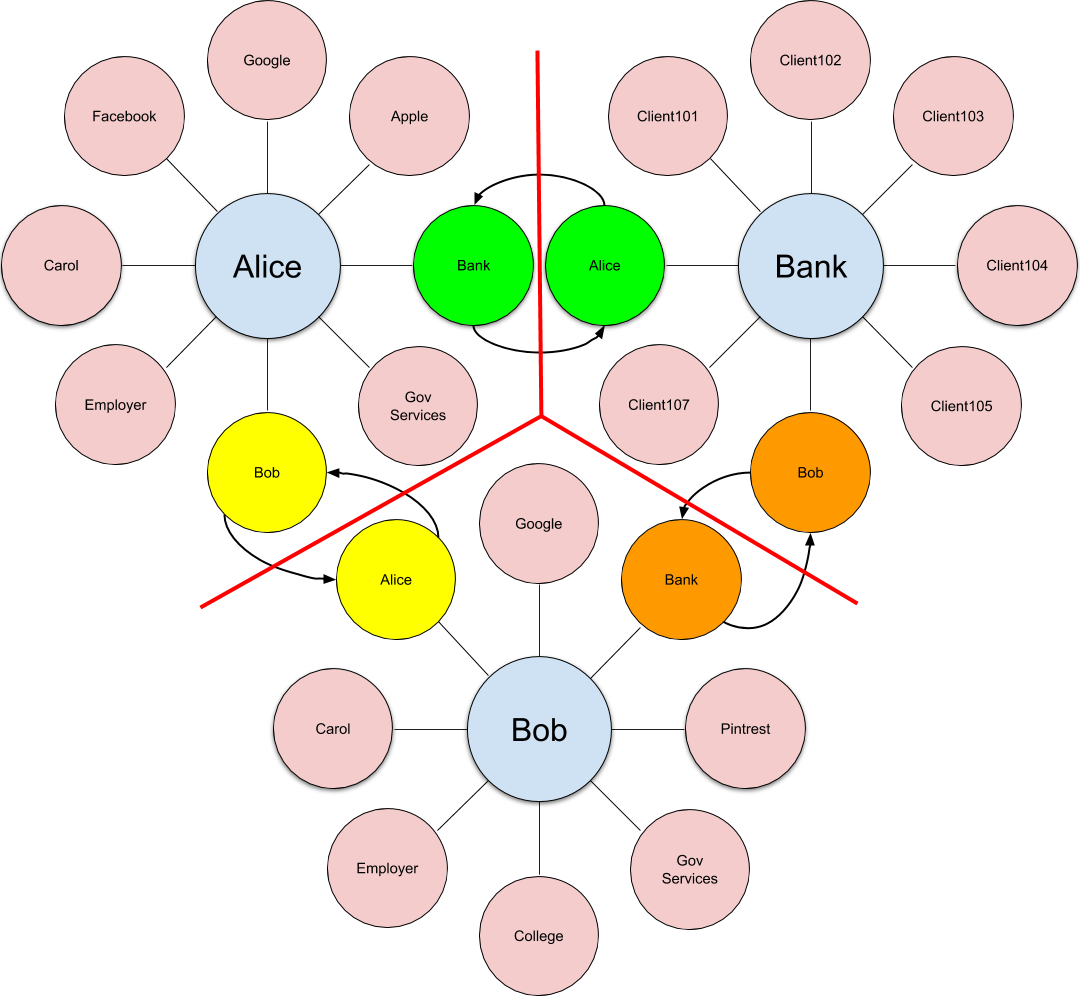 Google
Client102
Facebook
Apple
Client101
Client103
Carol
Alice
Bank
Alice
Bank
Client104
Employer
Gov
Services
Client107
Client105
Bob
Bob
Google
Alice
Bank
Carol
Bob
Pintrest
Employer
Gov
Services
College